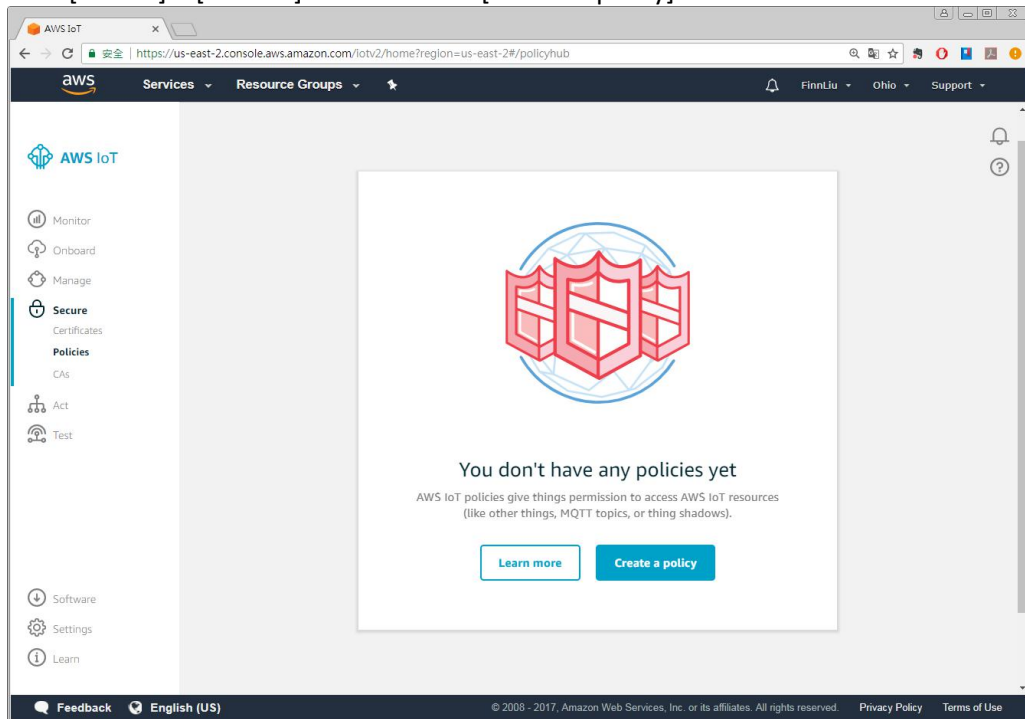 AWS IoT
安全 | https://us-east-2.console.aws.amazon.com/iotv2/home?region=us-east-2#/policyhub
aws Services Resource Groups FinnLiu Ohio Support
AWS IoT
Monitor
Onboard
Manage
Secure
Certificates
Policies
CAs
Act
Test
You don't have any policies yet
AWS IoT policies give things permission to access AWS IoT resources
(like other things, MQTT topics, or thing shadows).
Learn more Create a policy
Software
Settings
Learn
Feedback English (US) © 2008 - 2017, Amazon Web Services, Inc. or its affiliates. All rights reserved. Privacy Policy Terms of Use